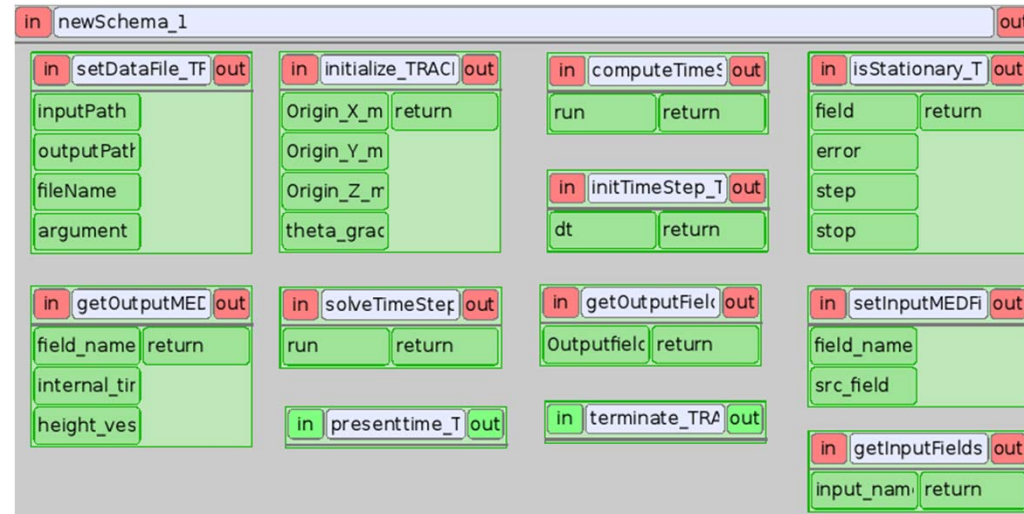 in newSchema_1 out
in setDataFile_TF out
inputPath
outputPath
fileName
argument
in initialize_TRACI out
Origin_X_m return
Origin_Y_m
Origin_Z_m
theta_grac
in computeTimeS out
run return
in initTimeStep_T out
dt return
in isStationary_T out
field return
error
step
stop
in getOutputMED out
field_name return
internal_tir
height_ves
in solveTimeStep out
run return
in presenttime_T out
in getOutputField out
Outputfielc return
in terminate_TRA out
in setInputMEDFi out
field_name
src_field
in getInputFields out
input_nam return